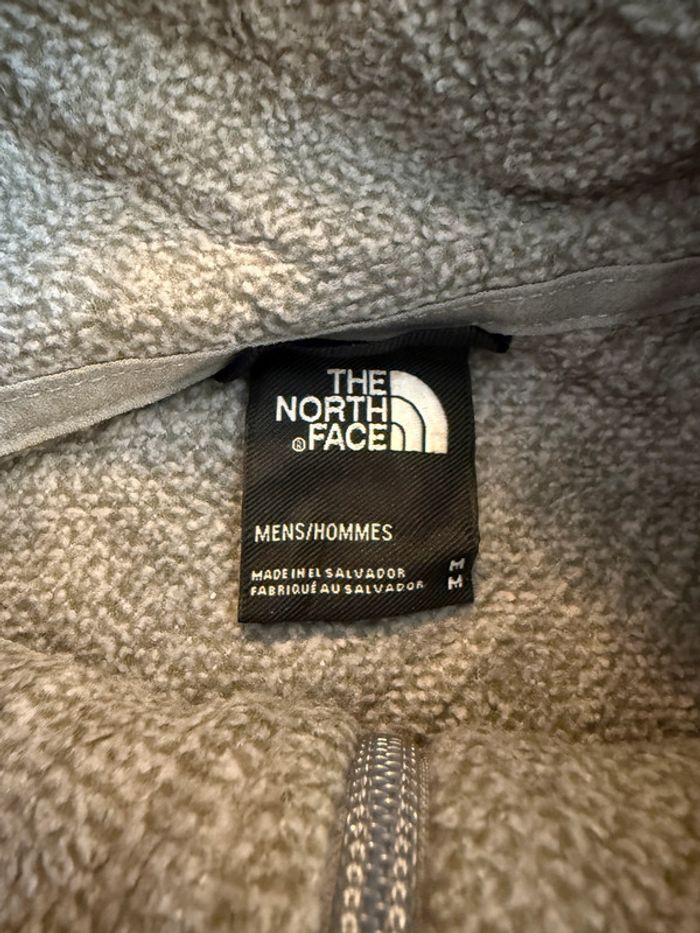 THE
NORTH
® FACE
MENS/HOMMES
MADE IN EL SALVADOR M
FABRIQUÉ AU SALVADOR M